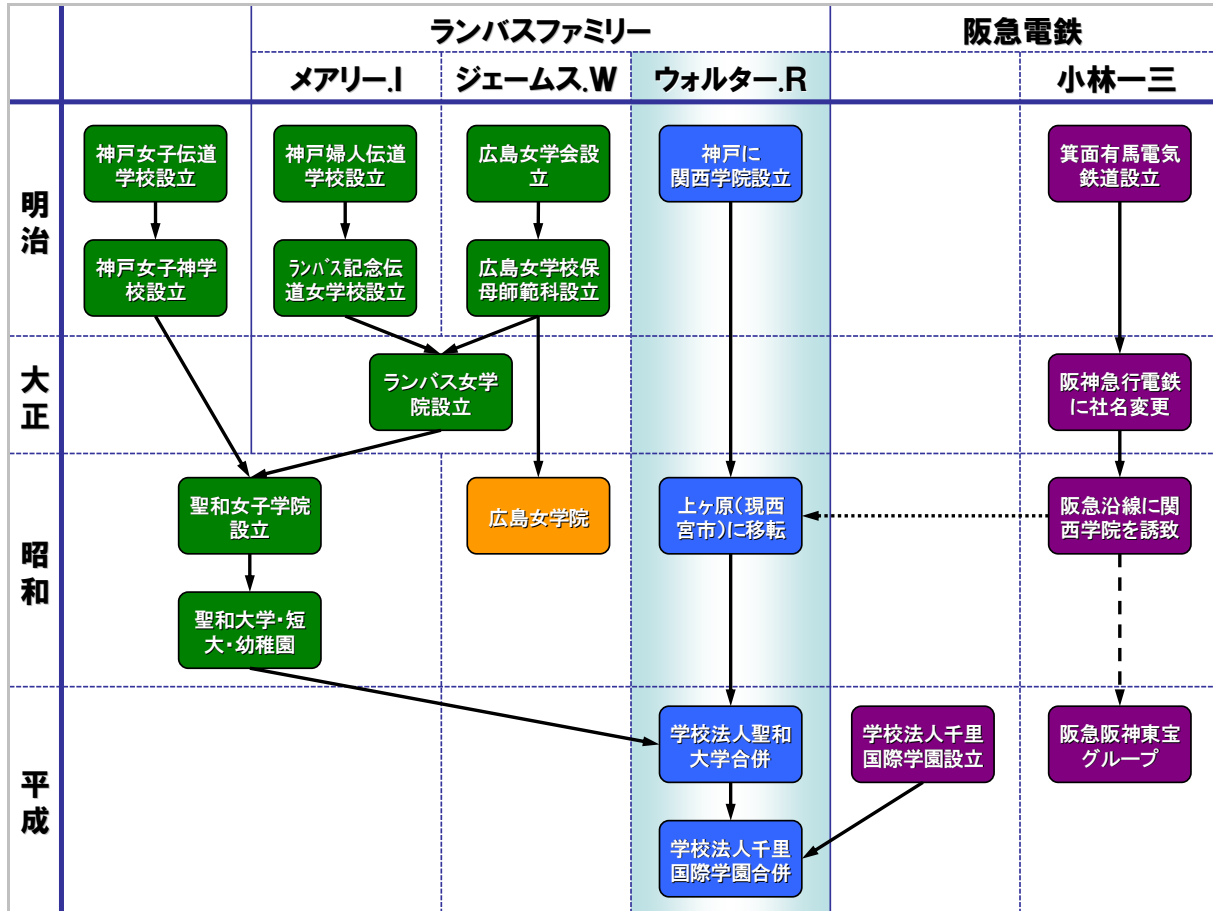 ランバスファミリー
阪急電鉄
メアリー.I
ジェームス.W
ウォルター.R
小林一三
明治
神戸女子伝道
学校設立
神戸婦人伝道
学校設立
広島女学会設
立
神戸に
関西学院設立
箕面有馬電気
鉄道設立
神戸女子神学
校設立
ランバス記念伝
道女学校設立
広島女学校保
母師範科設立
大正
ランバス女学
院設立
阪神急行電鉄
に社名変更
昭和
聖和女子学院
設立
広島女学院
上ヶ原(現西
宮市)に移転
阪急沿線に関
西学院を誘致
聖和大学・短
大・幼稚園
平成
学校法人聖和
大学合併
学校法人千里
国際学園設立
阪急阪神東宝
グループ
学校法人千里
国際学園合併